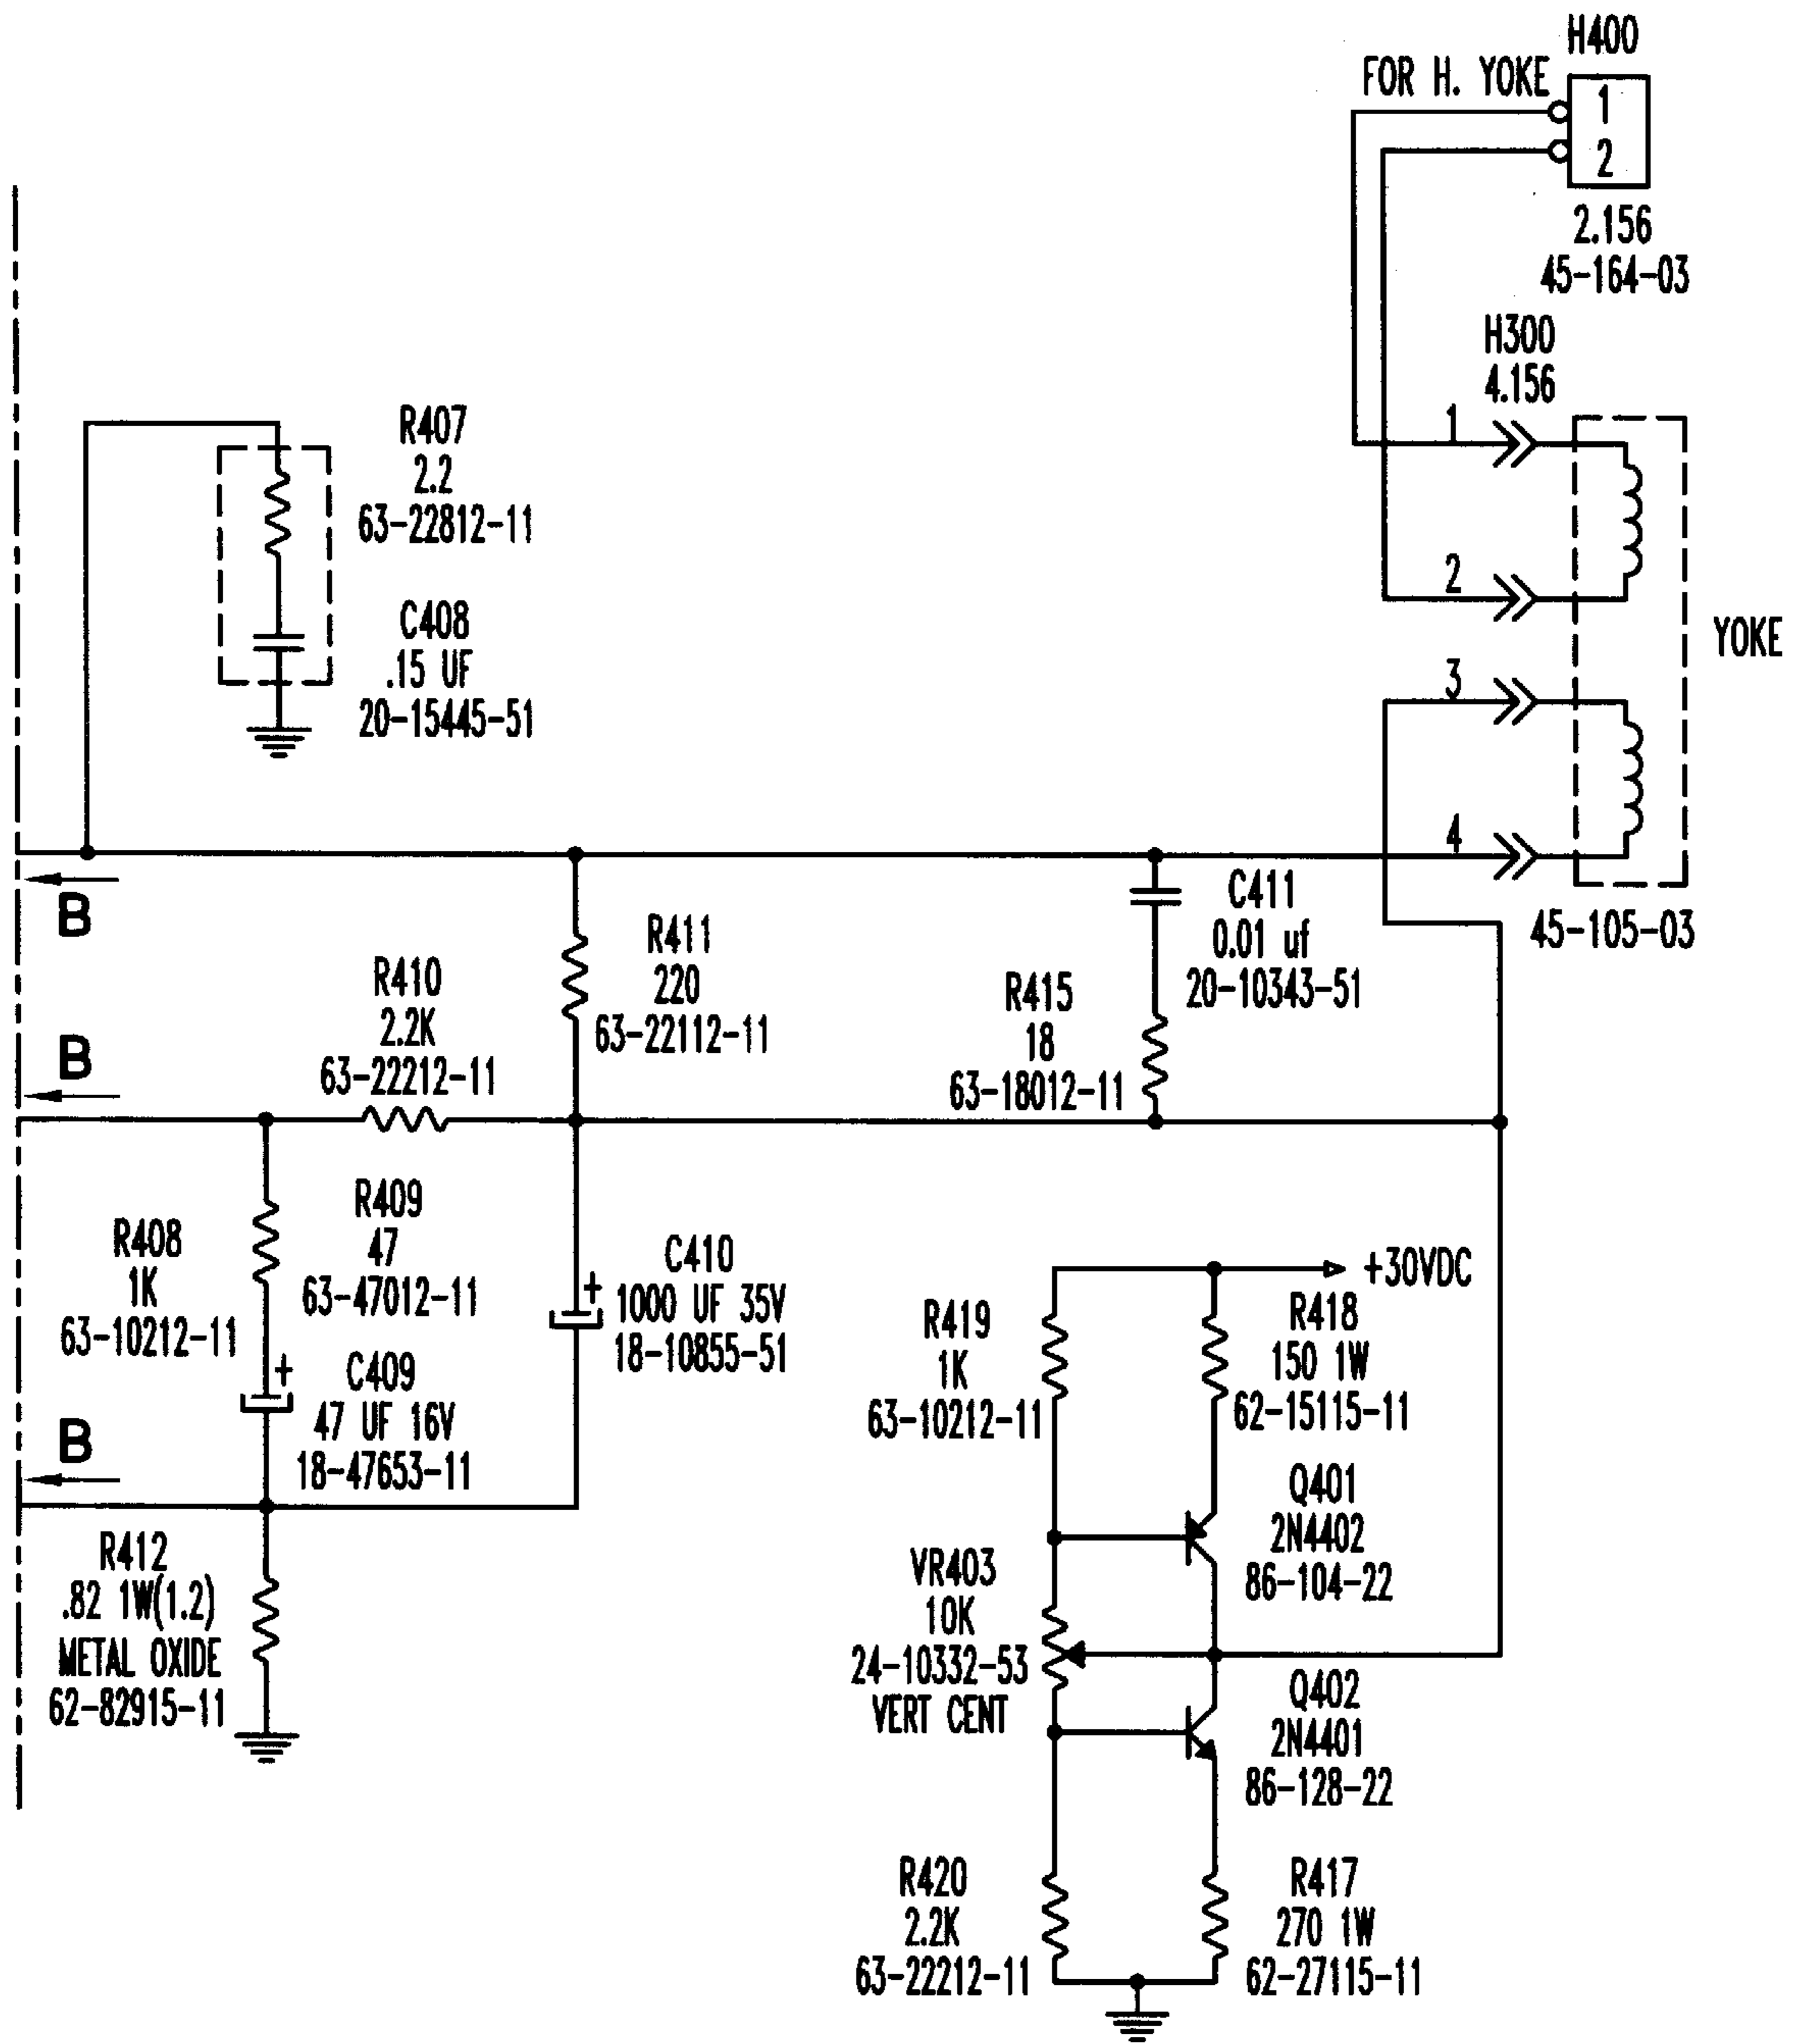 H400
FOR H. YOKE
1
2
2.156
45-164-03
H300
4.156
1
2
3
4
YOKE
45-105-03
R407
2.2
63-22812-11
C408
.15 UF
20-15445-51
B
R411
220
63-22112-11
C411
0.01 uf
20-10343-51
R410
2.2K
63-22212-11
R415
18
63-18012-11
B
R408
1K
63-10212-11
R409
47
63-47012-11
C410
+
1000 UF 35V
18-10855-51
+
C409
47 UF 16V
18-47653-11
B
R412
.82 1W(1.2)
METAL OXIDE
62-82915-11
+30VDC
R419
1K
63-10212-11
R418
150 1W
62-15115-11
Q401
2N4402
86-104-22
VR403
10K
24-10332-53
VERT CENT
Q402
2N4401
86-128-22
R420
2.2K
63-22212-11
R417
270 1W
62-27115-11